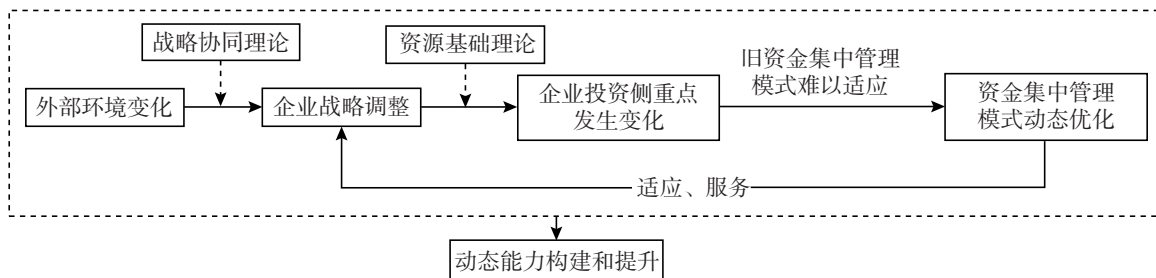 战略协同理论
资源基础理论
旧资金集中管理
模式难以适应
外部环境变化
企业战略调整
企业投资侧重点
发生变化
资金集中管理
模式动态优化
适应、服务
动态能力构建和提升